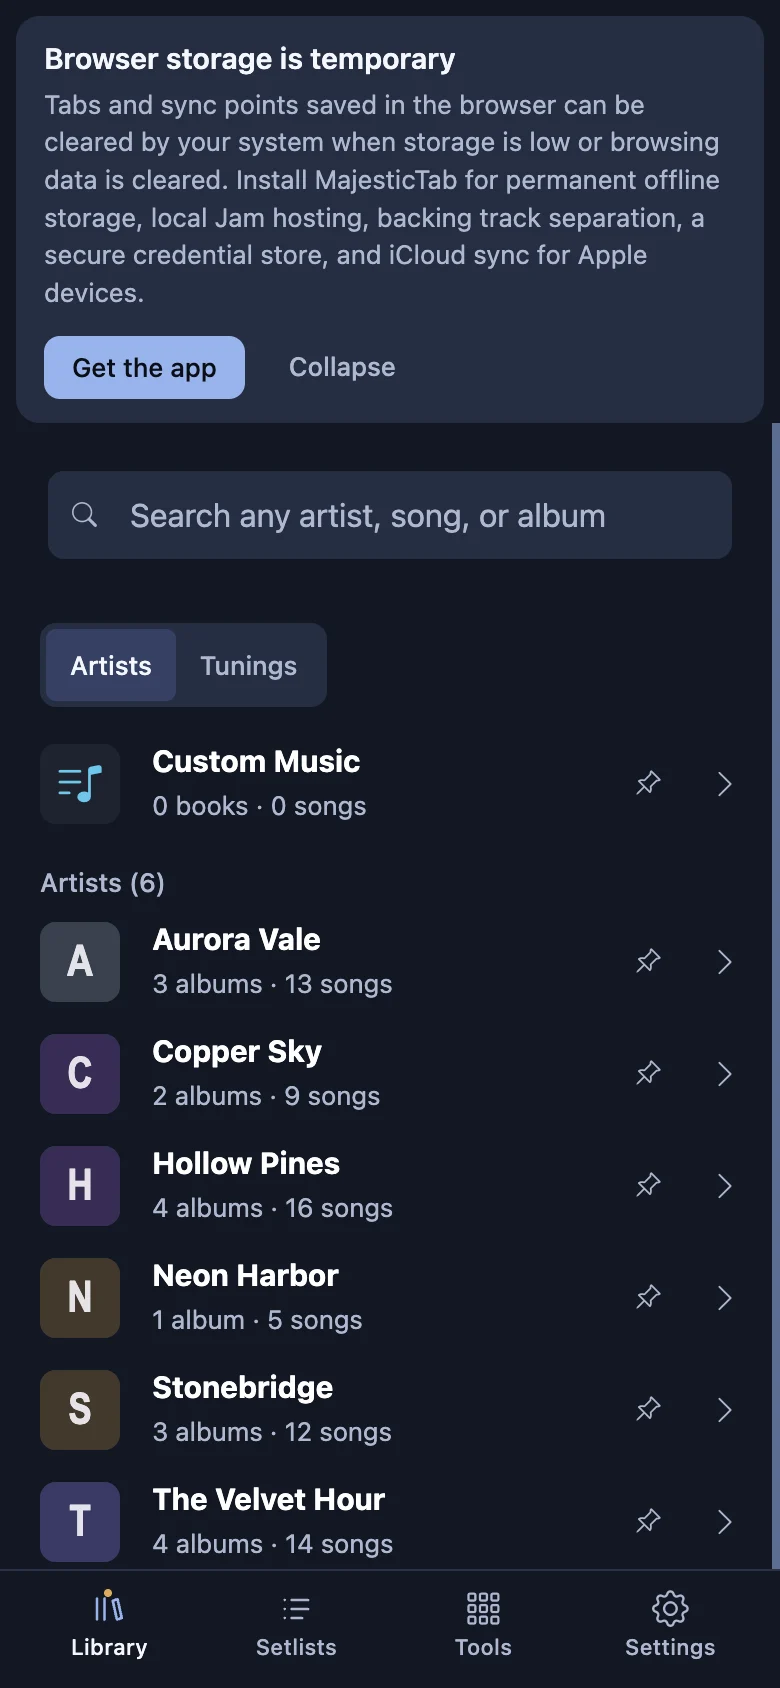 Browser storage is temporary
Tabs and sync points saved in the browser can be
cleared by your system when storage is low or browsing
data is cleared. Install MajesticTab for permanent offline
storage, local Jam hosting, backing track separation, a
secure credential store, and iCloud sync for Apple
devices.
Get the app
Collapse
Search any artist, song, or album
Artists
Tunings
Custom Music
0 books · 0 songs
Artists (6)
A
Aurora Vale
3 albums · 13 songs
C
Copper Sky
2 albums · 9 songs
H
Hollow Pines
4 albums · 16 songs
N
Neon Harbor
1 album · 5 songs
S
Stonebridge
3 albums · 12 songs
T
The Velvet Hour
4 albums · 14 songs
Library
Setlists
Tools
Settings